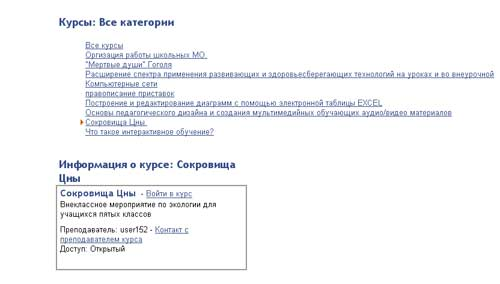 Курсы: Все категории
Все курсы
Оргизация работы школьных МО.
"Мертвые души" Гоголя
Расширение спектра применения развивающих и здоровьесберегающих технологий на уроках и во внеурочной
Компьютерные сети
правописание приставок
Построение и редактирование диаграмм с помощью электронной таблицы EXCEL
Основы педагогического дизайна и создания мультимедийных обучающих аудио/видео материалов
Сокровища Цны.
Что такое интерактивное обучение?
Информация о курсе: Сокровища
Цны
Сокровища Цны - Войти в курс
Внеклассное мероприятие по экологии для
учащихся пятых классов
Преподаватель: user152 - Контакт с
преподавателем курса
Доступ: Открытый